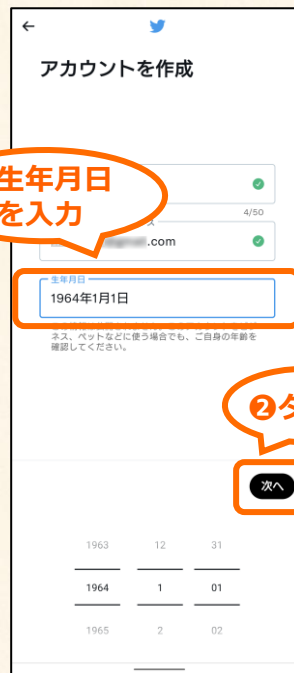 アカウントを作成
生年月日
を入力
4/50
.com
生年月日
1964年1月1日
ネス、ペットなどに使う場合でも、ご自身の年齢を
確認してください。
❷タ
次へ
1963 12 31
1964 1 01
1965 2 02